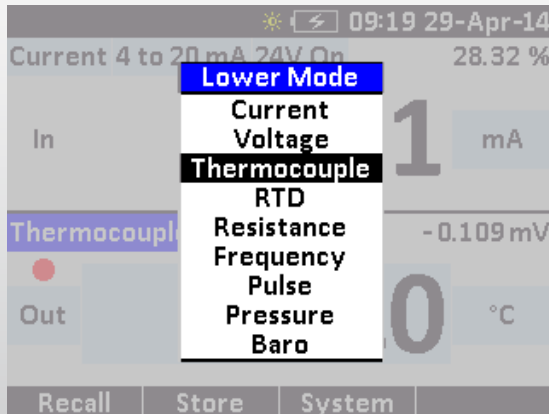 09:19 29-Apr-14
Current 4 to 20 mA 24V On 28.32 %
Lower Mode
Current
Voltage
In 1 mA
Thermocouple
RTD
Resistance
Thermocoupl - 0.109 mV
Frequency
Pulse
Out Pressure 0 °C
Baro
Recall Store System